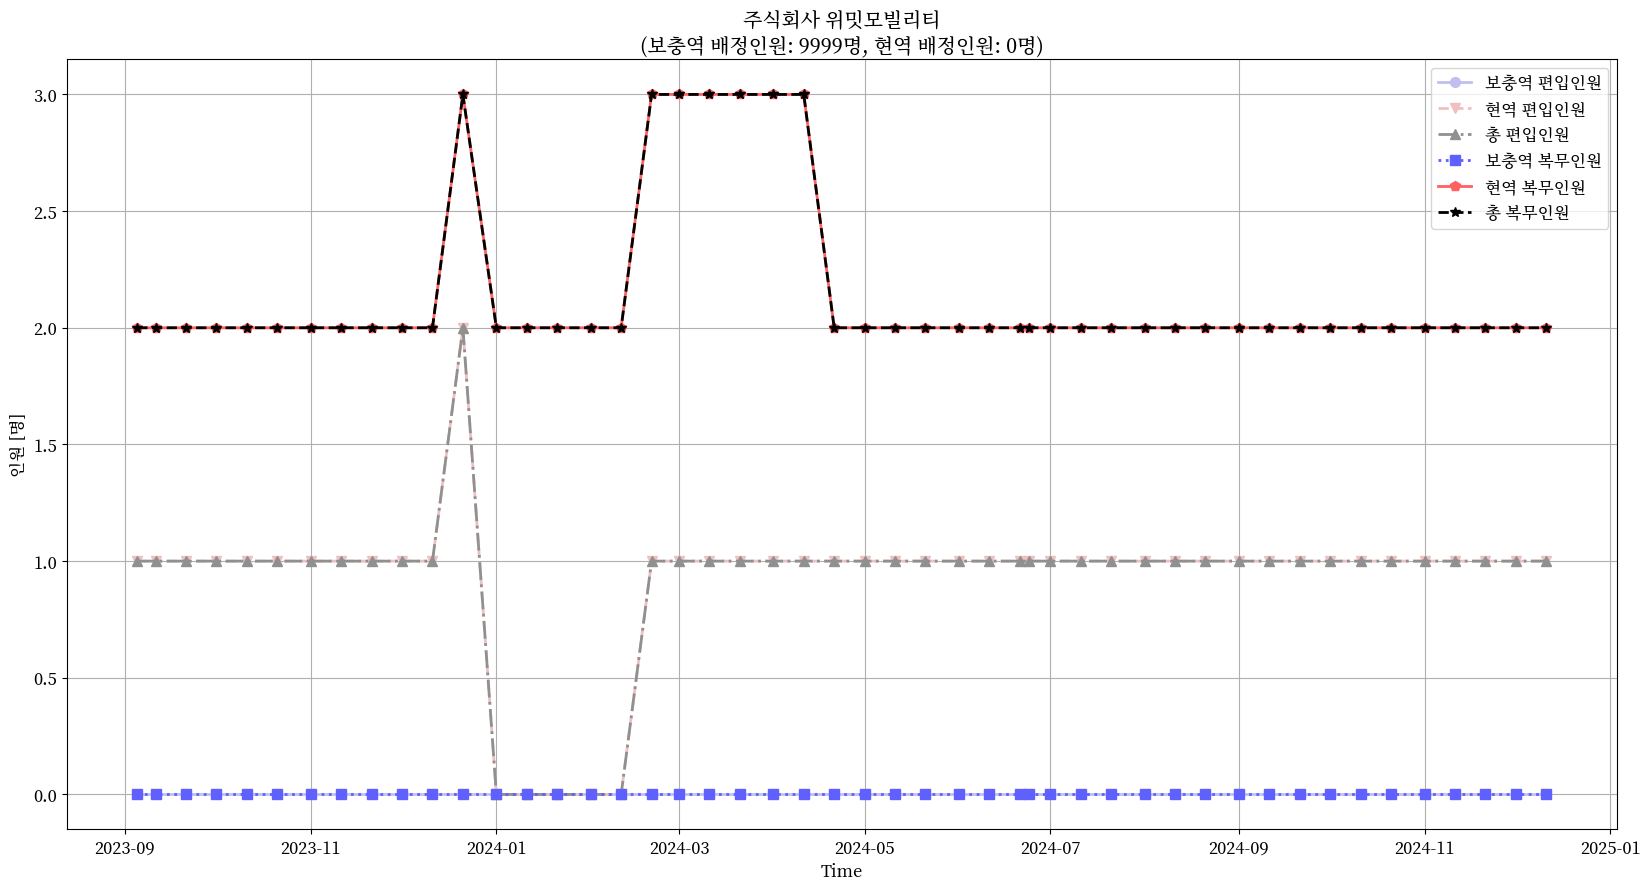 주식회사 위밋모빌리티
(보충역 배정인원: 9999명, 현역 배정인원: 0명)
보충역 편입인원
현역 편입인원
총 편입인원
보충역 복무인원
현역 복무인원
총 복무인원
3.0
2.5
2.0
1.5
1.0
0.5
0.0
인원 [명]
2023-09
2023-11
2024-01
2024-03
2024-05
2024-07
2024-09
2024-11
2025-01
Time